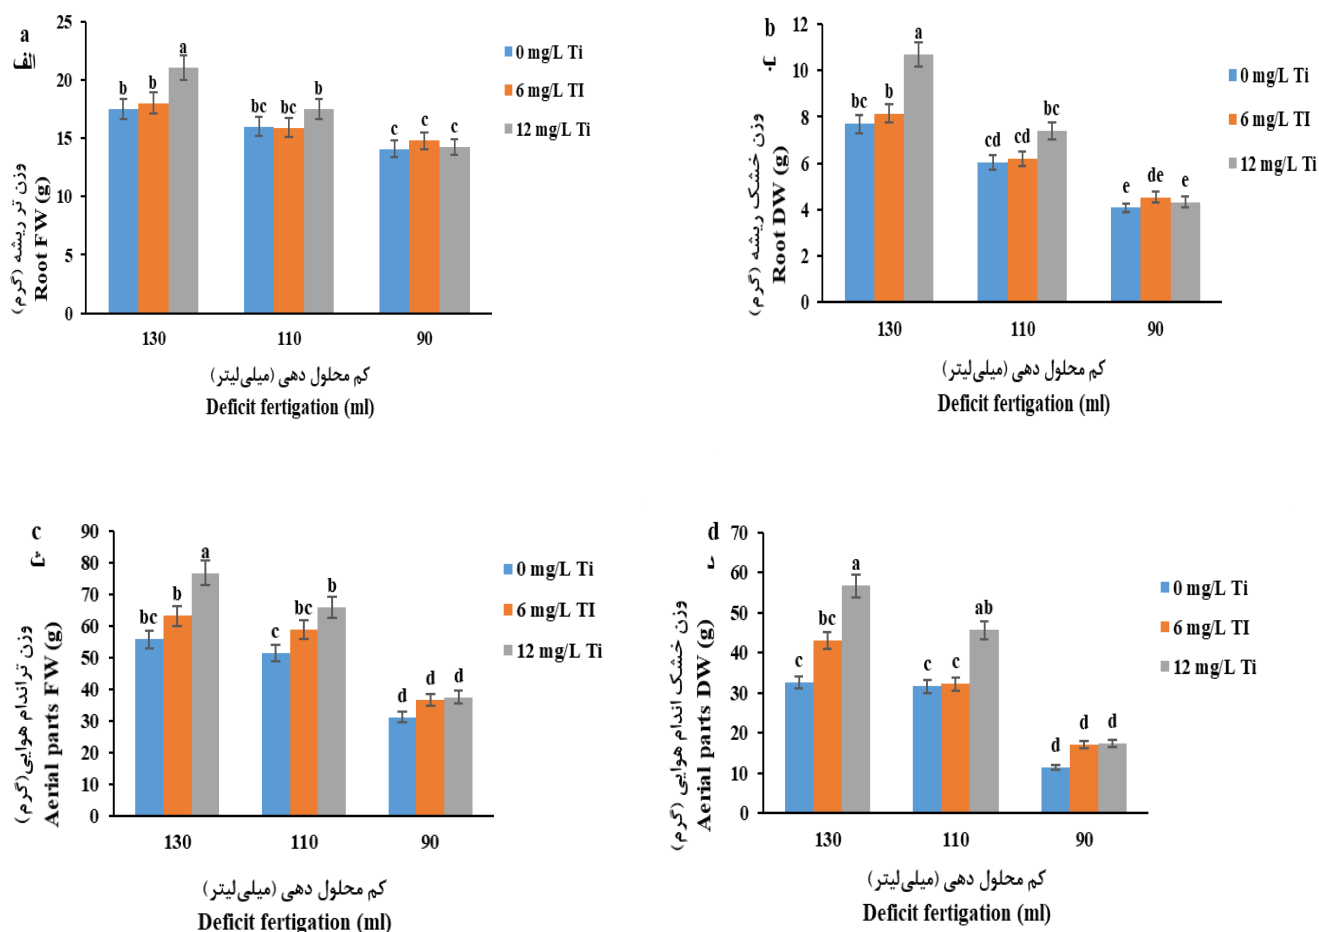 a
الف
25
20
15
10
5
0
b b a
bc bc b
c c c
وزن تر ریشه (گرم)
Root FW (g)
130 110 90
کم محلول دهی (میلی‌لیتر)
Deficit fertigation (ml)
0 mg/L Ti
6 mg/L TI
12 mg/L Ti
b
12
10
8
6
4
2
0
bc b a
cd cd bc
e de e
وزن خشک ریشه (گرم)
Root DW (g)
130 110 90
کم محلول دهی (میلی‌لیتر)
Deficit fertigation (ml)
0 mg/L Ti
6 mg/L TI
12 mg/L Ti
c
90
80
70
60
50
40
30
20
10
0
bc b a
c bc b
d d d
وزن تراندام هوایی(گرم)
Aerial parts FW (g)
130 110 90
کم محلول دهی (میلی‌لیتر)
Deficit fertigation (ml)
0 mg/L Ti
6 mg/L TI
12 mg/L Ti
d
70
60
50
40
30
20
10
0
c bc a
c c ab
d d d
وزن خشک اندام هوایی (گرم)
Aerial parts DW (g)
130 110 90
کم محلول دهی (میلی‌لیتر)
Deficit fertigation (ml)
0 mg/L Ti
6 mg/L TI
12 mg/L Ti